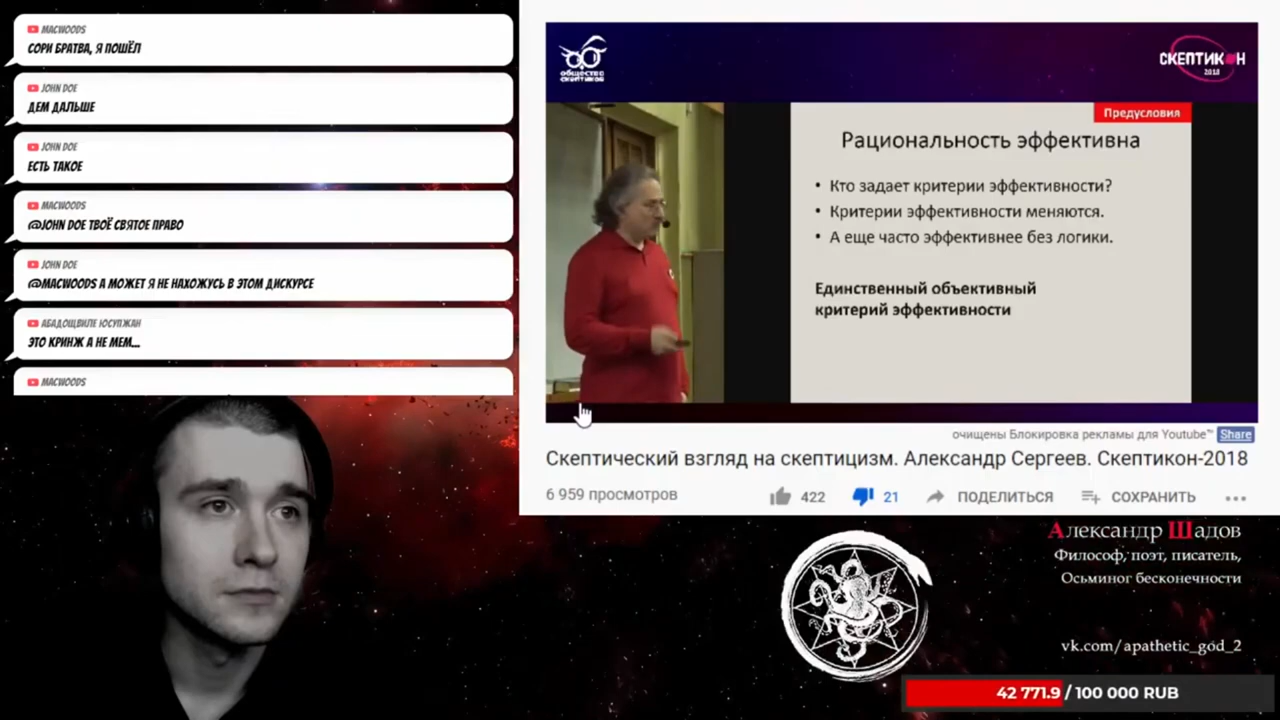 MACWOODS
СОРИ БРАТВА, Я ПОШЁЛ
JOHN DOE
ДЕМ ДАЛЬШЕ
JOHN DOE
ЕСТЬ ТАКОЕ
MACWOODS
@JOHN DOE ТВОЁ СВЯТОЕ ПРАВО
JOHN DOE
@MACWOODS А МОЖЕТ Я НЕ НАХОЖУСЬ В ЭТОМ ДИСКУРСЕ
АБАДОЩВИЛЕ ЮСУПЖАН
ЭТО КРИНЖ А НЕ МЕМ...
MACWOODS
общество
скептиков
СКЕПТИКОН
2018
Предусловия
Рациональность эффективна
• Кто задает критерии эффективности?
• Критерии эффективности меняются.
• А еще часто эффективнее без логики.
Единственный объективный
критерий эффективности
очищены Блокировка рекламы для Youtube™ Share
Скептический взгляд на скептицизм. Александр Сергеев. Скептикон-2018
6 959 просмотров
422
21
ПОДЕЛИТЬСЯ
СОХРАНИТЬ
Александр Шадов
Философ, поэт, писатель,
Осьминог бесконечности
vk.com/apathetic_god_2
42 771.9 / 100 000 RUB